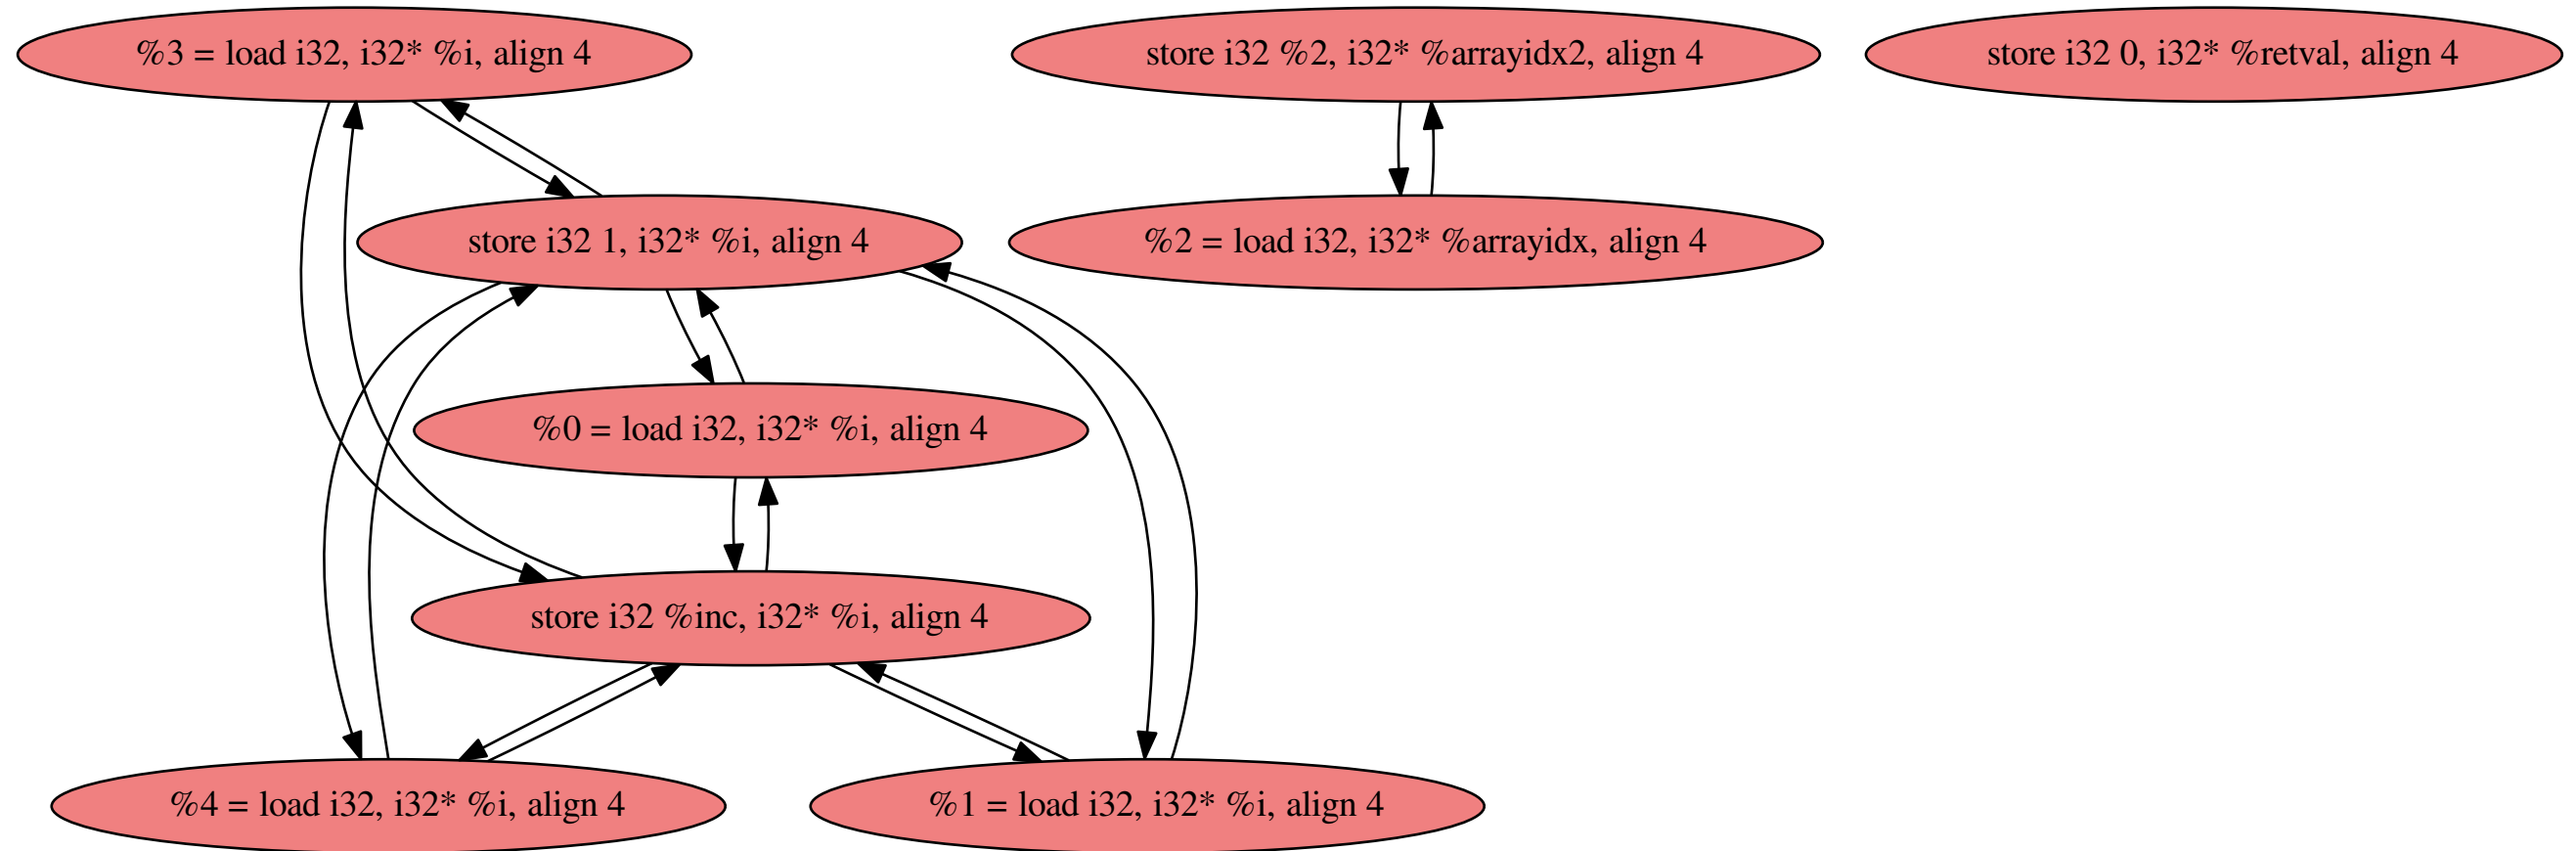 %3 = load i32, i32* %i, align 4
store i32 %2, i32* %arrayidx2, align 4
store i32 0, i32* %retval, align 4
store i32 1, i32* %i, align 4
%2 = load i32, i32* %arrayidx, align 4
%0 = load i32, i32* %i, align 4
store i32 %inc, i32* %i, align 4
%4 = load i32, i32* %i, align 4
%1 = load i32, i32* %i, align 4